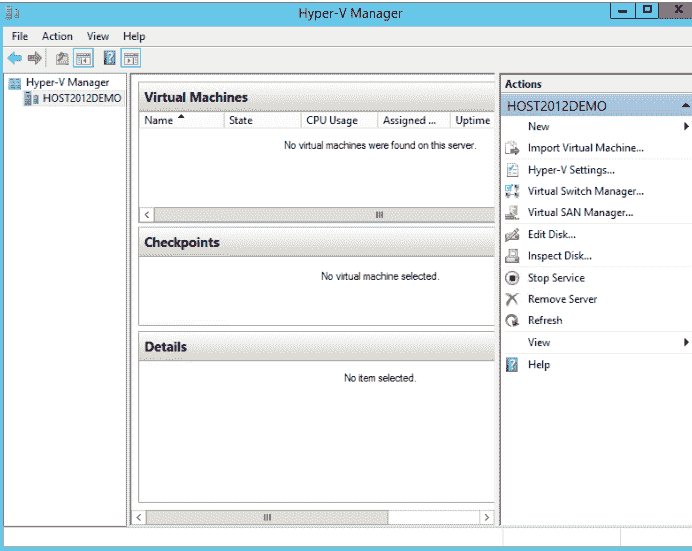 Hyper-V Manager
File Action View Help
Hyper-V Manager
HOST2012DEMO
Virtual Machines
Name State CPU Usage Assigned ... Uptime
No virtual machines were found on this server.
Checkpoints
No virtual machine selected.
Details
No item selected.
Actions
HOST2012DEMO
New
Import Virtual Machine...
Hyper-V Settings...
Virtual Switch Manager...
Virtual SAN Manager...
Edit Disk...
Inspect Disk...
Stop Service
Remove Server
Refresh
View
Help